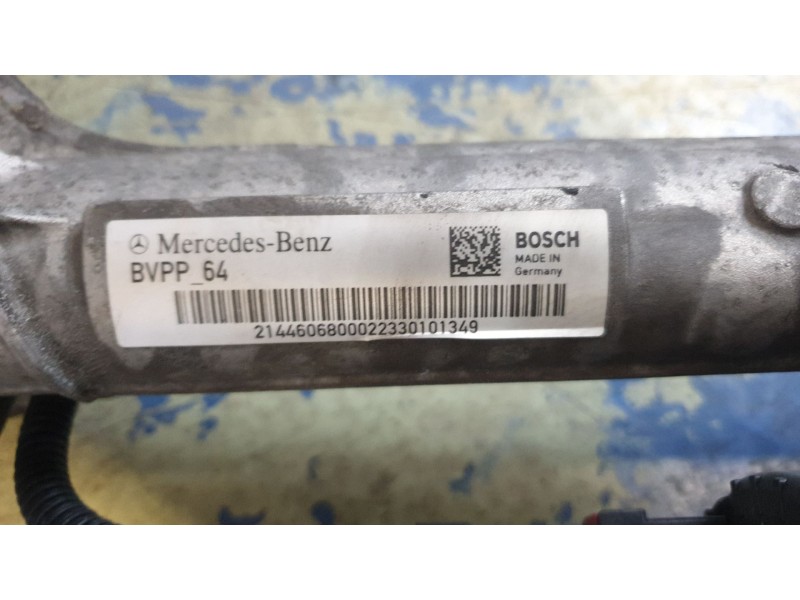 Mercedes-Benz
BVPP_64
BOSCH
MADE IN
Germany
2144606800022330101349